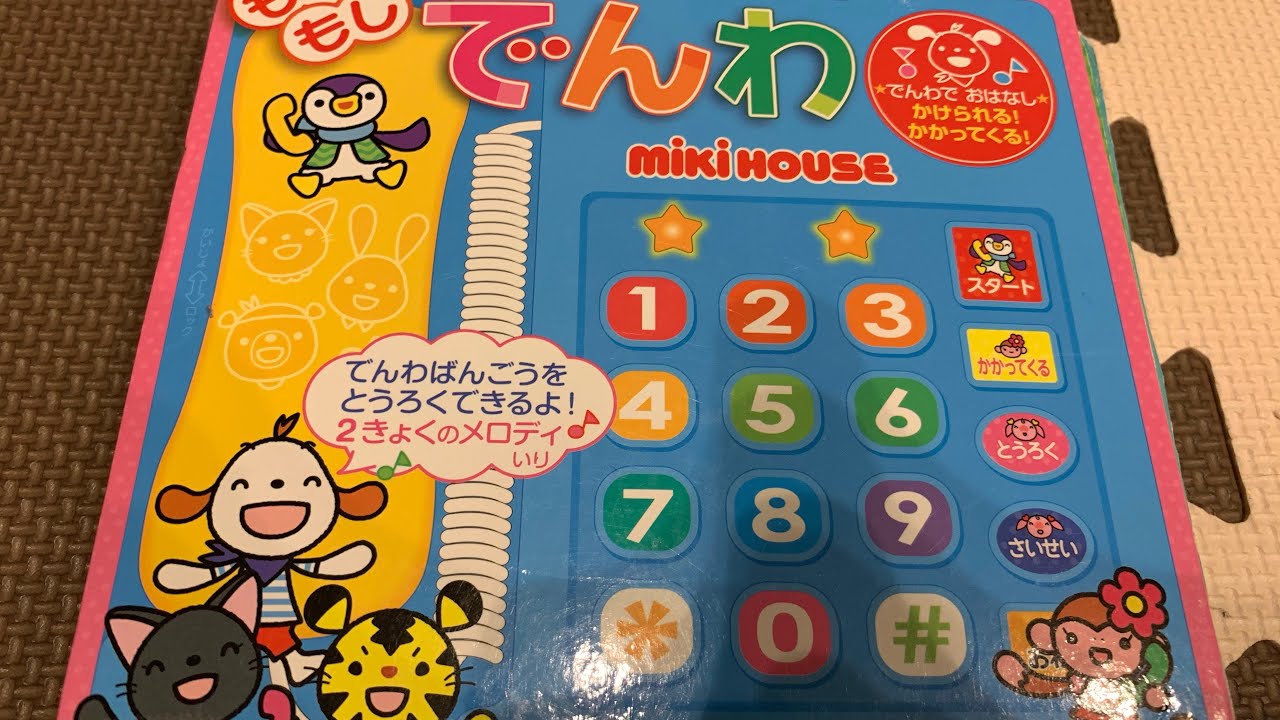 もしもし
でんわ
でんわで おはなし
かけられる!
かかってくる!
miki HOUSE
でんわばんごうを
とうろくできるよ!
2きょくのメロディ
いり
1 2 3
スタート
かかってくる
4 5 6
とうろく
7 8 9
さいせい
* 0 #